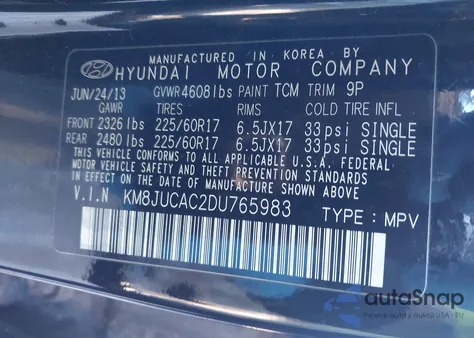 MANUFACTURED IN KOREA BY
HYUNDAI MOTOR COMPANY
JUN/24/13 GVWR 4608lbs PAINT TCM TRIM 9P
GAWR TIRES RIMS COLD TIRE INFL
FRONT 2326 lbs 225/60R17 6.5JX17 33psi SINGLE
REAR 2480 lbs 225/60R17 6.5JX17 33psi SINGLE
THIS VEHICLE CONFORMS TO ALL APPLICABLE U.S.A. FEDERAL
MOTOR VEHICLE SAFETY AND THEFT PREVENTION STANDARDS
IN EFFECT ON THE DATE OF MANUFACTURE SHOWN ABOVE.
V.I.N KM8JUCAC2DU765983 TYPE : MPV
autoSnap
USA - EU